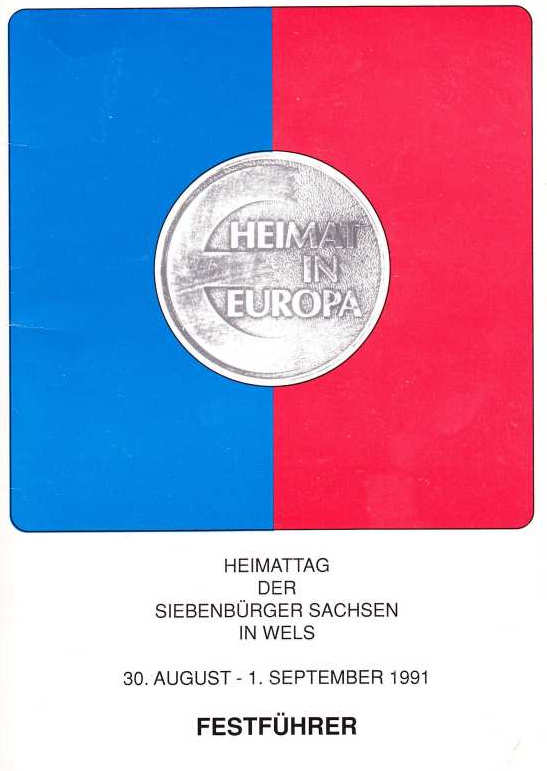 HEIMAT
IN
EUROPA
HEIMATTAG
DER
SIEBENBÜRGER SACHSEN
IN WELS
30. AUGUST - 1. SEPTEMBER 1991
FESTFÜHRER